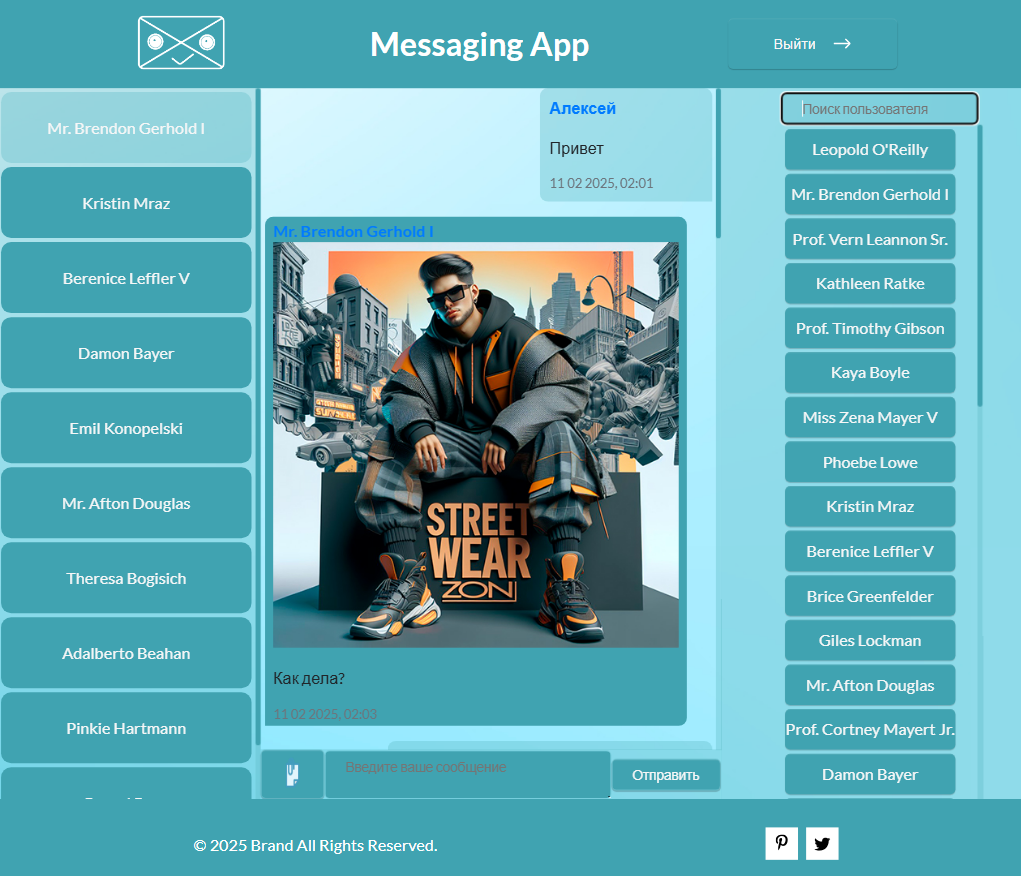 Messaging App
Выйти
Mr. Brendon Gerhold I
Kristin Mraz
Berenice Leffler V
Damon Bayer
Emil Konopelski
Mr. Afton Douglas
Theresa Bogisich
Adalberto Beahan
Pinkie Hartmann
Алексей
Привет
11 02 2025, 02:01
Mr. Brendon Gerhold I
STREET
WEAR
ZON
Как дела?
11 02 2025, 02:03
Введите ваше сообщение
Отправить
Поиск пользователя
Leopold O'Reilly
Mr. Brendon Gerhold I
Prof. Vern Leannon Sr.
Kathleen Ratke
Prof. Timothy Gibson
Kaya Boyle
Miss Zena Mayer V
Phoebe Lowe
Kristin Mraz
Berenice Leffler V
Brice Greenfelder
Giles Lockman
Mr. Afton Douglas
Prof. Cortney Mayert Jr.
Damon Bayer
© 2025 Brand All Rights Reserved.